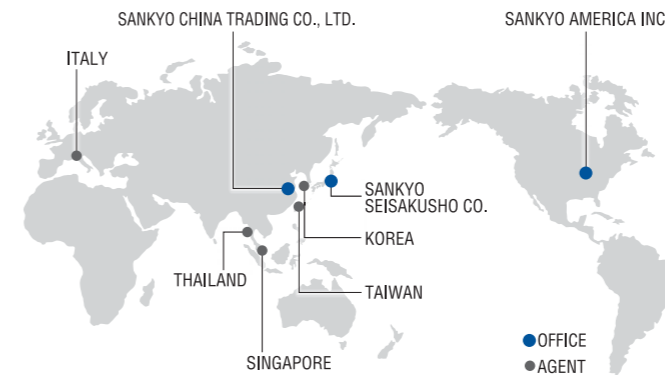 SANKYO CHINA TRADING CO., LTD.
SANKYO AMERICA INC
ITALY
SANKYO
SEISAKUSHO CO.
KOREA
THAILAND
TAIWAN
SINGAPORE
OFFICE
AGENT